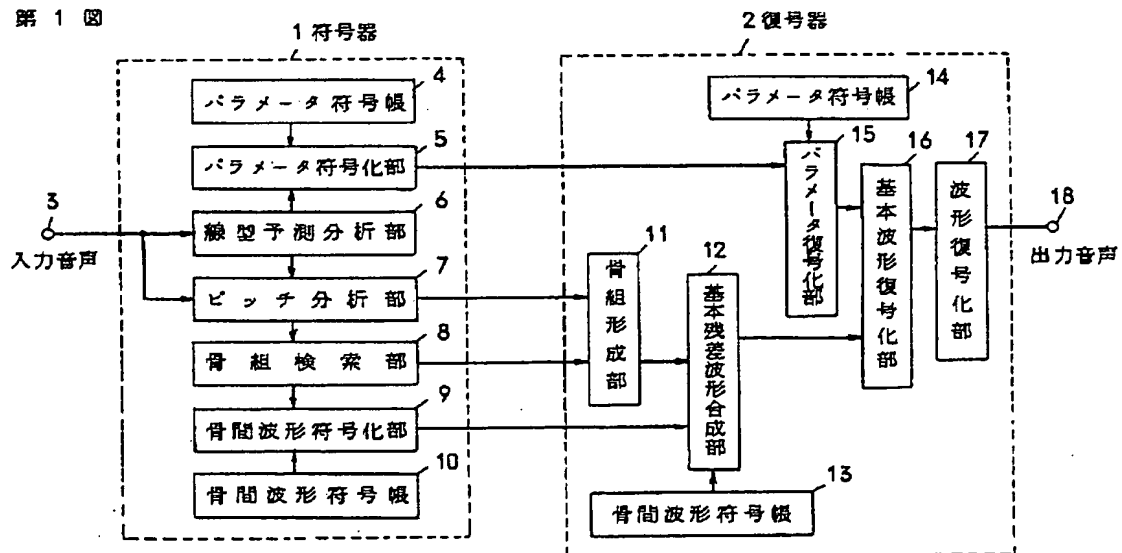 第 1 図
1 符号器
4
パラメータ符号帳
5
パラメータ符号化部
6
線型予測分析部
7
ピッチ分析部
8
骨組検索部
9
骨間波形符号化部
10
骨間波形符号帳
3
入力音声
2 復号器
14
パラメータ符号帳
15
パラメータ復号化部
16
基本波形復号化部
17
波形復号化部
18
出力音声
11
骨組形成部
12
基本残差波形合成部
13
骨間波形符号帳